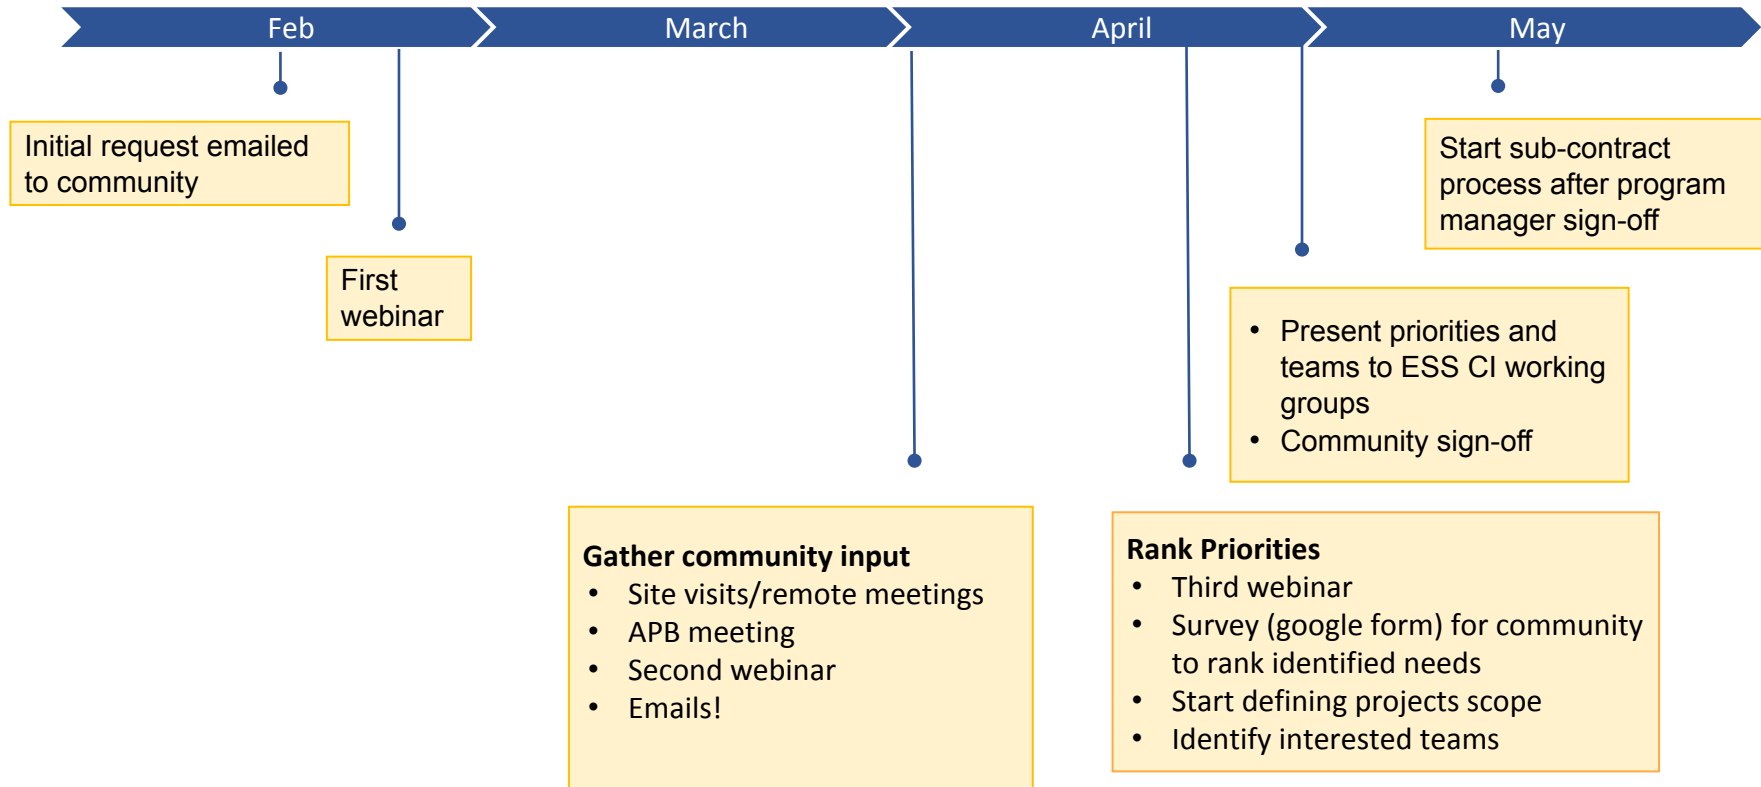 Feb
March
April
May
Initial request emailed
to community
First
webinar
Start sub-contract
process after program
manager sign-off
• Present priorities and
teams to ESS CI working
groups
• Community sign-off
Gather community input
• Site visits/remote meetings
• APB meeting
• Second webinar
• Emails!
Rank Priorities
• Third webinar
• Survey (google form) for community
to rank identified needs
• Start defining projects scope
• Identify interested teams